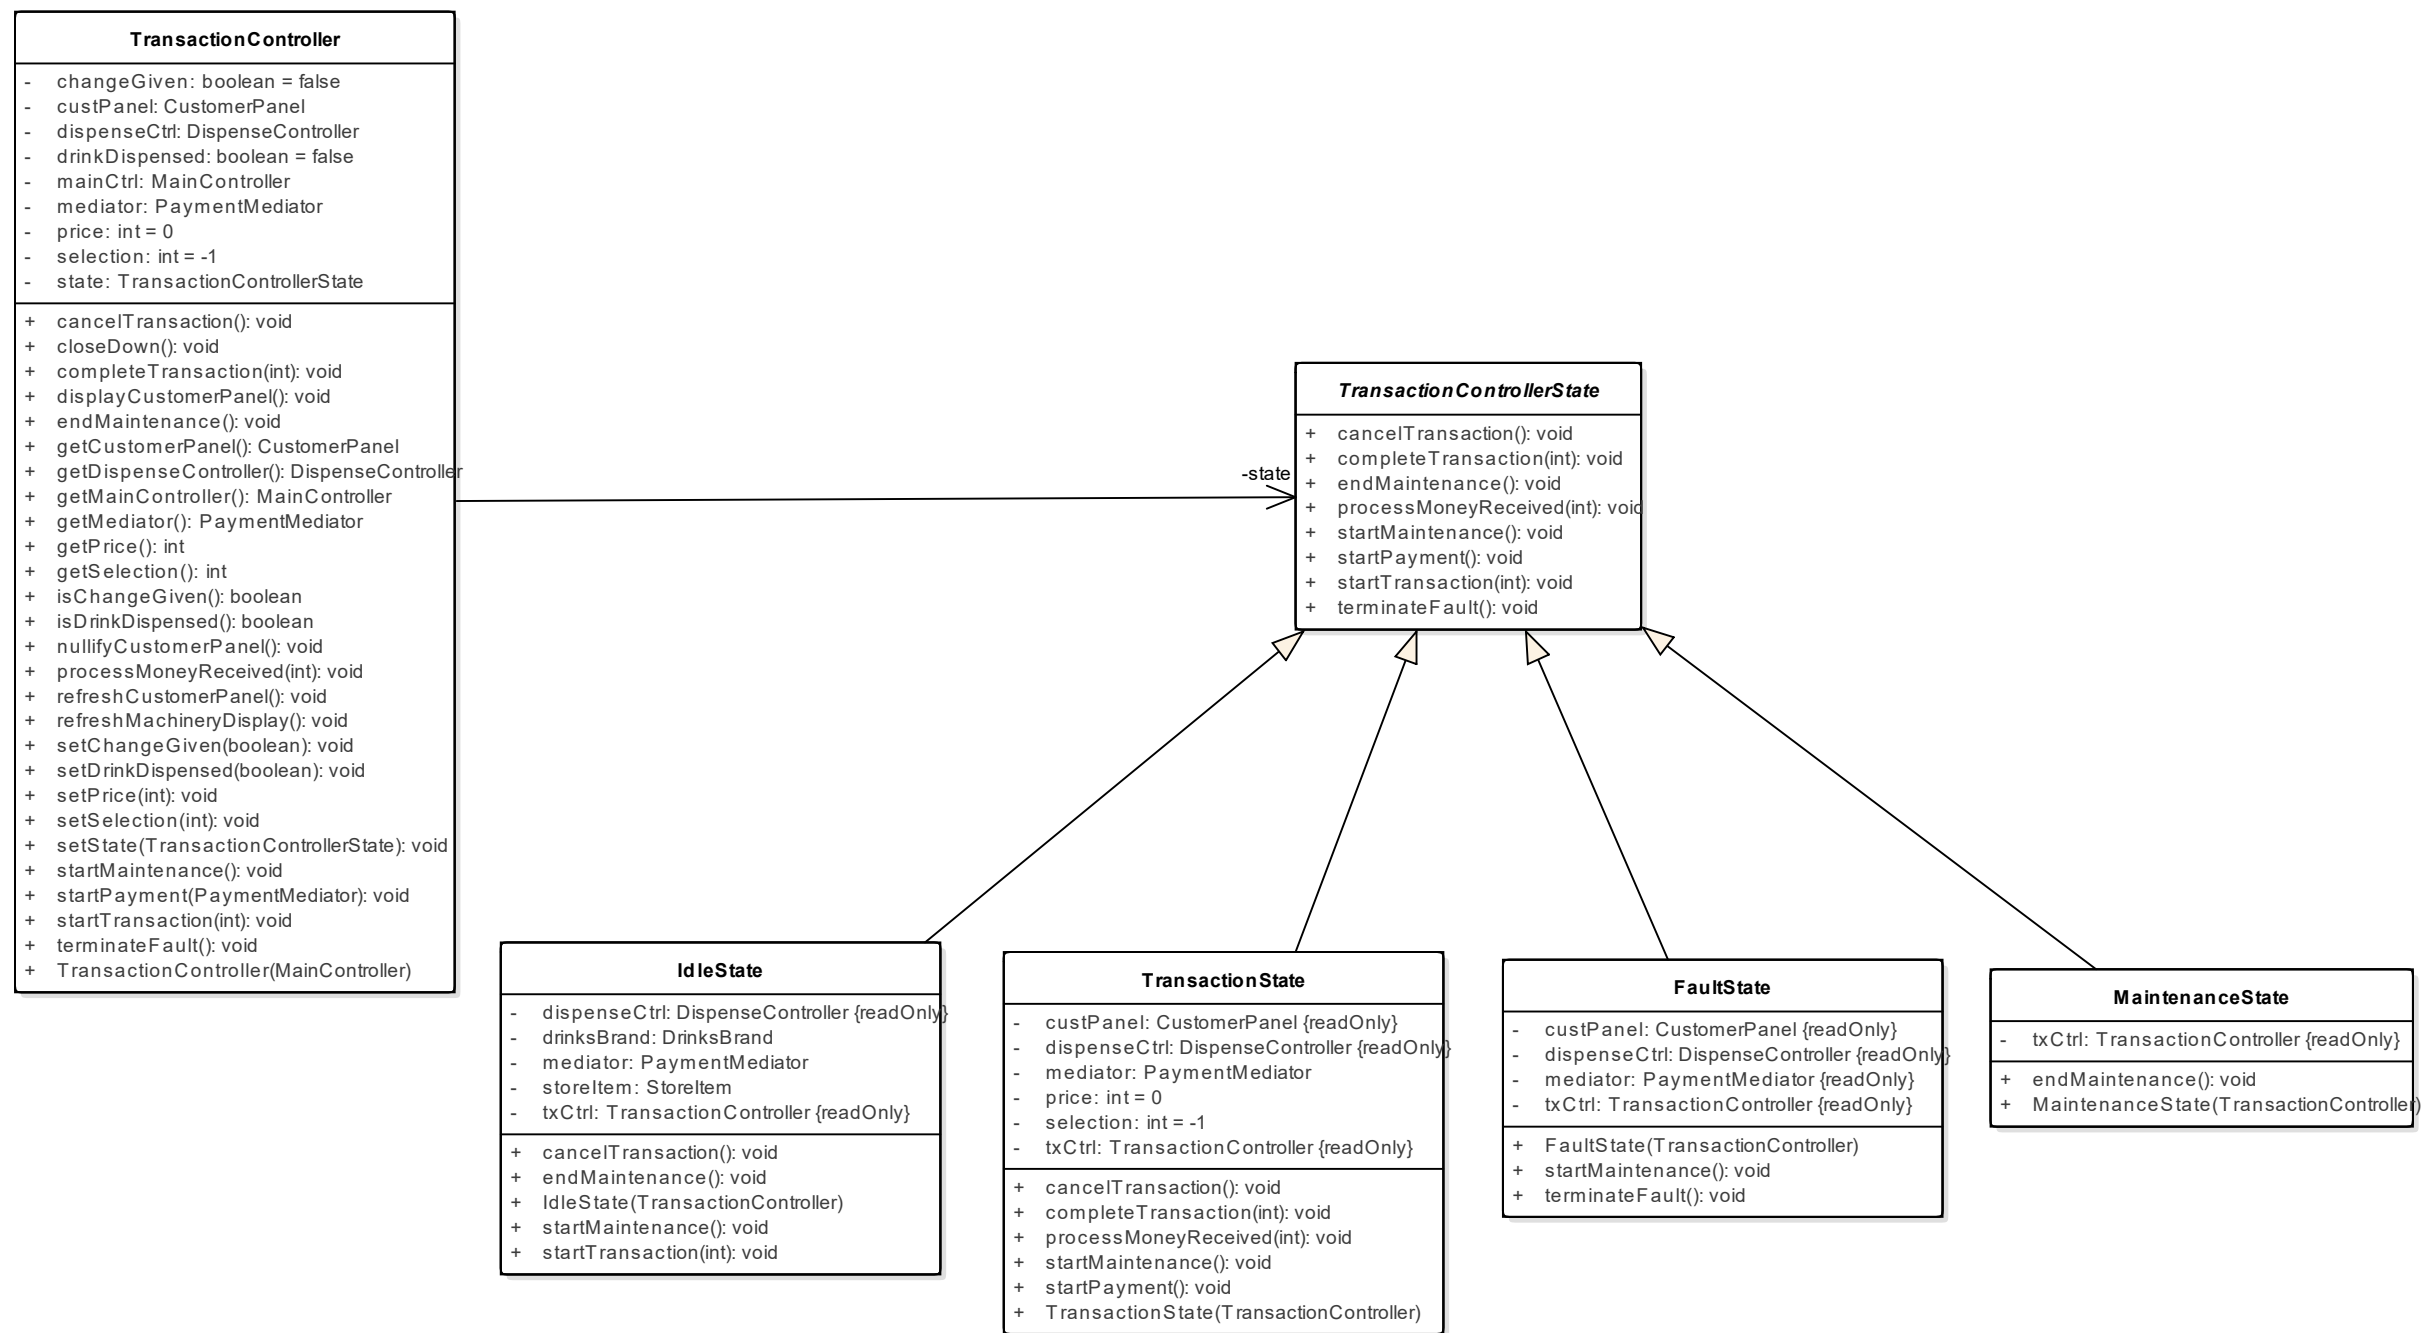 TransactionController
- changeGiven: boolean = false
- custPanel: CustomerPanel
- dispenseCtrl: DispenseController
- drinkDispensed: boolean = false
- mainCtrl: MainController
- mediator: PaymentMediator
- price: int = 0
- selection: int = -1
- state: TransactionControllerState
+ cancelTransaction(): void
+ closeDown(): void
+ completeTransaction(int): void
+ displayCustomerPanel(): void
+ endMaintenance(): void
+ getCustomerPanel(): CustomerPanel
+ getDispenseController(): DispenseController
+ getMainController(): MainController
+ getMediator(): PaymentMediator
+ getPrice(): int
+ getSelection(): int
+ isChangeGiven(): boolean
+ isDrinkDispensed(): boolean
+ nullifyCustomerPanel(): void
+ processMoneyReceived(int): void
+ refreshCustomerPanel(): void
+ refreshMachineryDisplay(): void
+ setChangeGiven(boolean): void
+ setDrinkDispensed(boolean): void
+ setPrice(int): void
+ setSelection(int): void
+ setState(TransactionControllerState): void
+ startMaintenance(): void
+ startPayment(PaymentMediator): void
+ startTransaction(int): void
+ terminateFault(): void
+ TransactionController(MainController)
-state
TransactionControllerState
+ cancelTransaction(): void
+ completeTransaction(int): void
+ endMaintenance(): void
+ processMoneyReceived(int): void
+ startMaintenance(): void
+ startPayment(): void
+ startTransaction(int): void
+ terminateFault(): void
IdleState
- dispenseCtrl: DispenseController {readOnly}
- drinksBrand: DrinksBrand
- mediator: PaymentMediator
- storeItem: StoreItem
- txCtrl: TransactionController {readOnly}
+ cancelTransaction(): void
+ endMaintenance(): void
+ IdleState(TransactionController)
+ startMaintenance(): void
+ startTransaction(int): void
TransactionState
- custPanel: CustomerPanel {readOnly}
- dispenseCtrl: DispenseController {readOnly}
- mediator: PaymentMediator
- price: int = 0
- selection: int = -1
- txCtrl: TransactionController {readOnly}
+ cancelTransaction(): void
+ completeTransaction(int): void
+ processMoneyReceived(int): void
+ startMaintenance(): void
+ startPayment(): void
+ TransactionState(TransactionController)
FaultState
- custPanel: CustomerPanel {readOnly}
- dispenseCtrl: DispenseController {readOnly}
- mediator: PaymentMediator {readOnly}
- txCtrl: TransactionController {readOnly}
+ FaultState(TransactionController)
+ startMaintenance(): void
+ terminateFault(): void
MaintenanceState
- txCtrl: TransactionController {readOnly}
+ endMaintenance(): void
+ MaintenanceState(TransactionController)